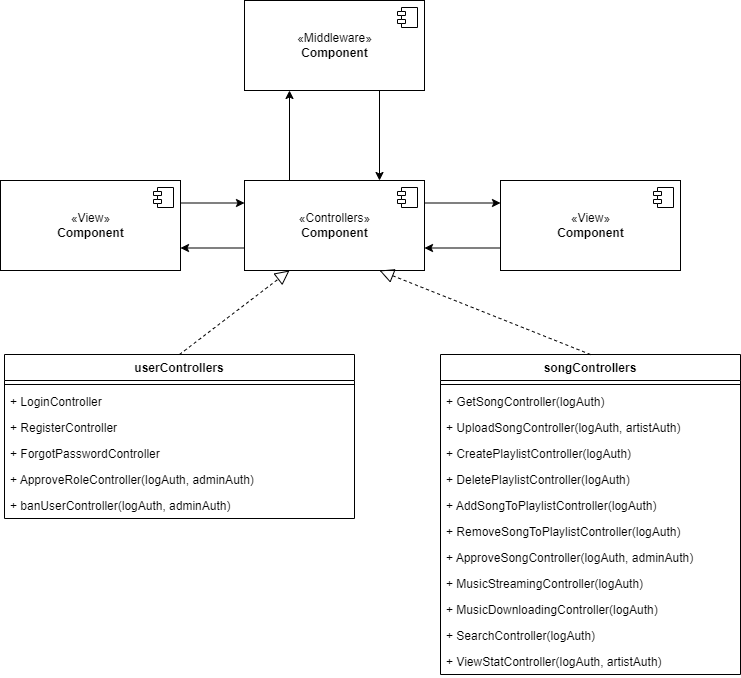 «Middleware»
Component
«View»
Component
«Controllers»
Component
«View»
Component
userControllers
+ LoginController
+ RegisterController
+ ForgotPasswordController
+ ApproveRoleController(logAuth, adminAuth)
+ banUserController(logAuth, adminAuth)
songControllers
+ GetSongController(logAuth)
+ UploadSongController(logAuth, artistAuth)
+ CreatePlaylistController(logAuth)
+ DeletePlaylistController(logAuth)
+ AddSongToPlaylistController(logAuth)
+ RemoveSongToPlaylistController(logAuth)
+ ApproveSongController(logAuth, adminAuth)
+ MusicStreamingController(logAuth)
+ MusicDownloadingController(logAuth)
+ SearchController(logAuth)
+ ViewStatController(logAuth, artistAuth)